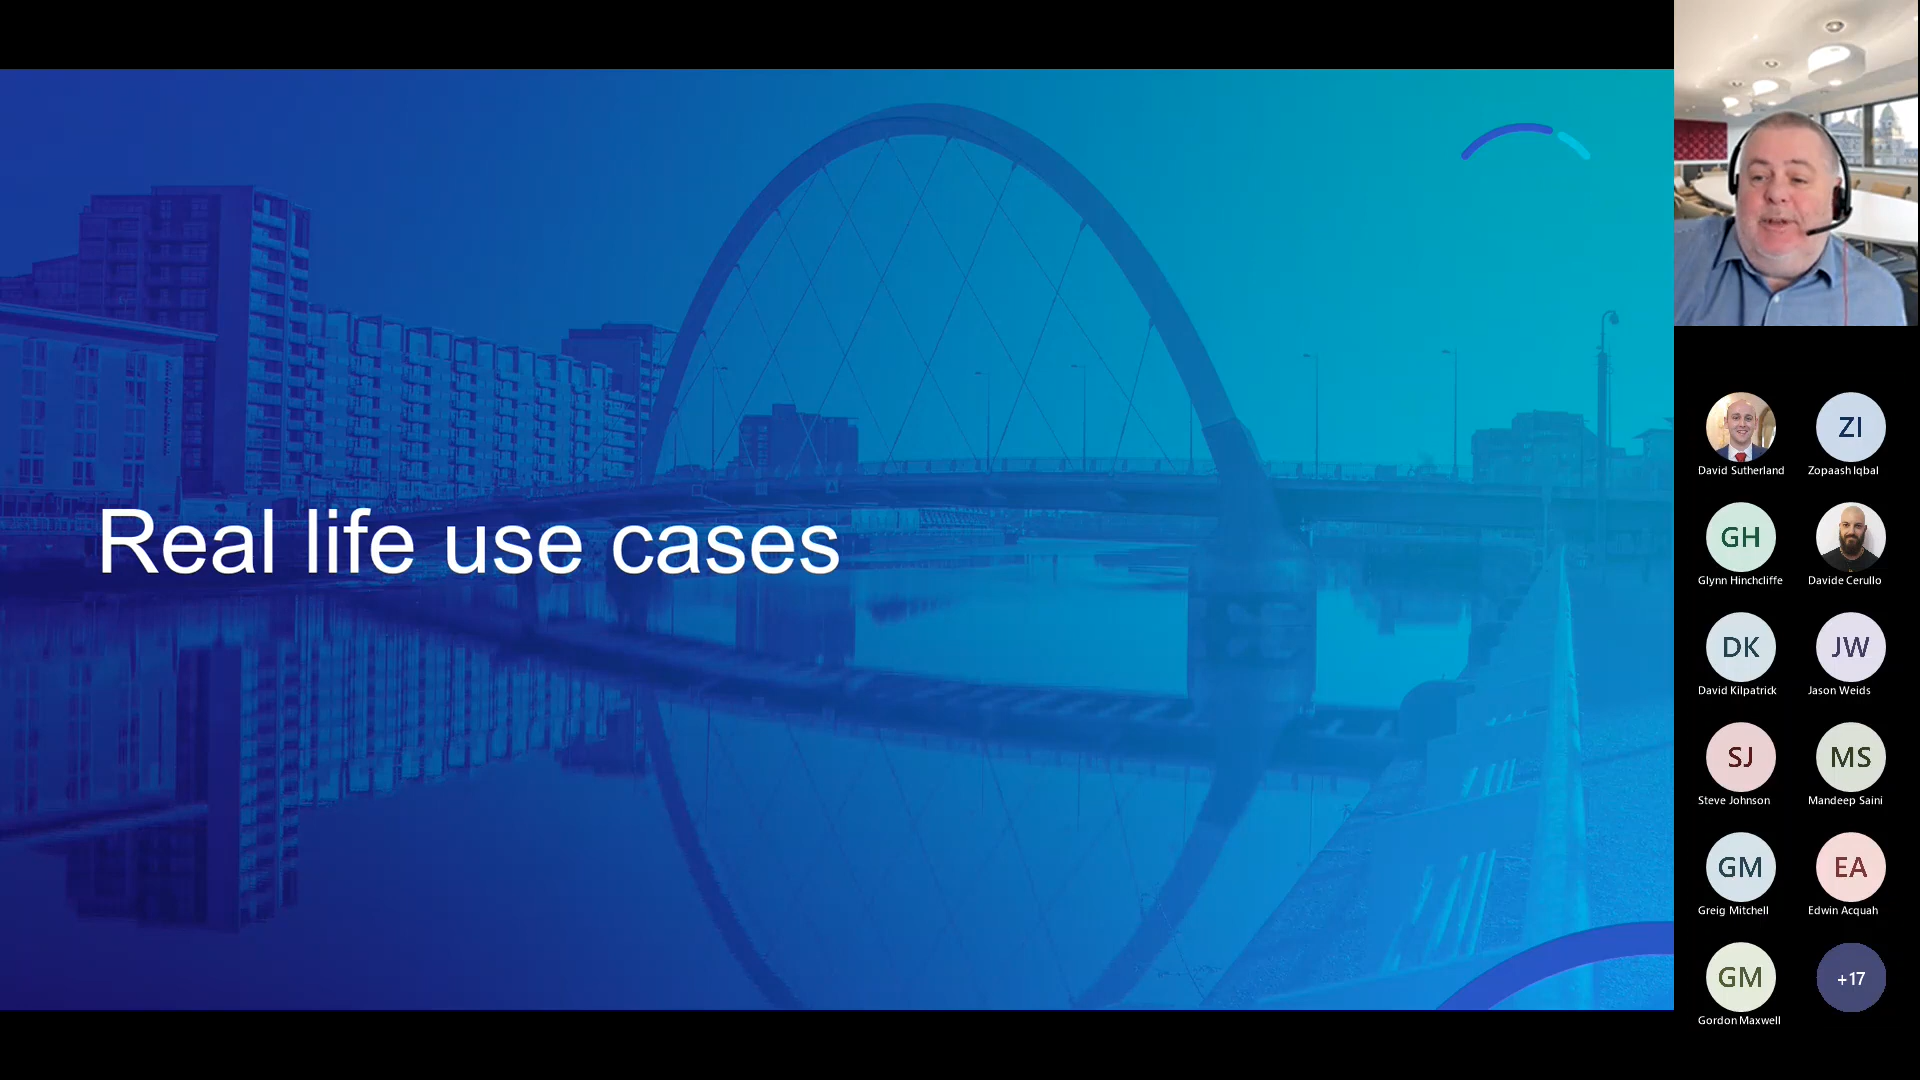 Real life use cases
David Sutherland
ZI
Zopaash Iqbal
GH
Glynn Hinchcliffe
Davide Cerullo
DK
David Kilpatrick
JW
Jason Weids
SJ
Steve Johnson
MS
Mandeep Saini
GM
Greig Mitchell
EA
Edwin Acquah
GM
Gordon Maxwell
+17